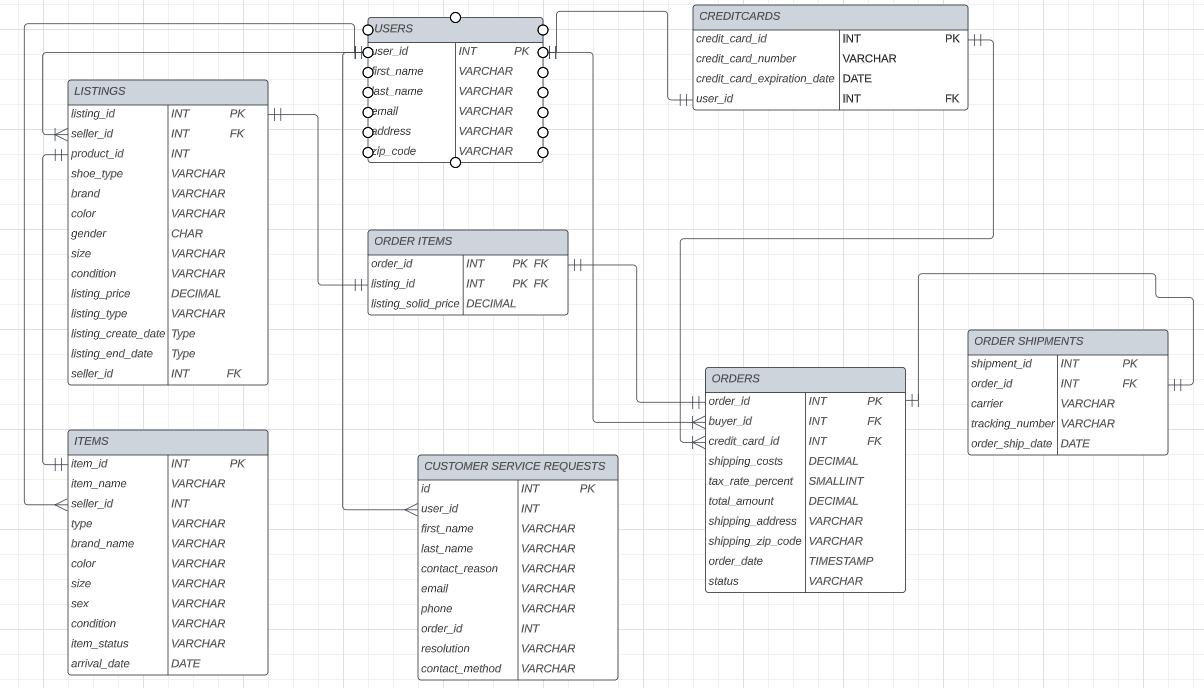 USERS
user_id INT PK
first_name VARCHAR
last_name VARCHAR
email VARCHAR
address VARCHAR
zip_code VARCHAR
CREDITCARDS
credit_card_id INT PK
credit_card_number VARCHAR
credit_card_expiration_date DATE
user_id INT FK
LISTINGS
listing_id INT PK
seller_id INT FK
product_id INT
shoe_type VARCHAR
brand VARCHAR
color VARCHAR
gender CHAR
size VARCHAR
condition VARCHAR
listing_price DECIMAL
listing_type VARCHAR
listing_create_date Type
listing_end_date Type
seller_id INT FK
ORDER ITEMS
order_id INT PK FK
listing_id INT PK FK
listing_solid_price DECIMAL
ORDER SHIPMENTS
shipment_id INT PK
order_id INT FK
carrier VARCHAR
tracking_number VARCHAR
order_ship_date DATE
ORDERS
order_id INT PK
buyer_id INT FK
credit_card_id INT FK
shipping_costs DECIMAL
tax_rate_percent SMALLINT
total_amount DECIMAL
shipping_address VARCHAR
shipping_zip_code VARCHAR
order_date TIMESTAMP
status VARCHAR
ITEMS
item_id INT PK
item_name VARCHAR
seller_id INT
type VARCHAR
brand_name VARCHAR
color VARCHAR
size VARCHAR
sex VARCHAR
condition VARCHAR
item_status VARCHAR
arrival_date DATE
CUSTOMER SERVICE REQUESTS
id INT PK
user_id INT
first_name VARCHAR
last_name VARCHAR
contact_reason VARCHAR
email VARCHAR
phone VARCHAR
order_id INT
resolution VARCHAR
contact_method VARCHAR